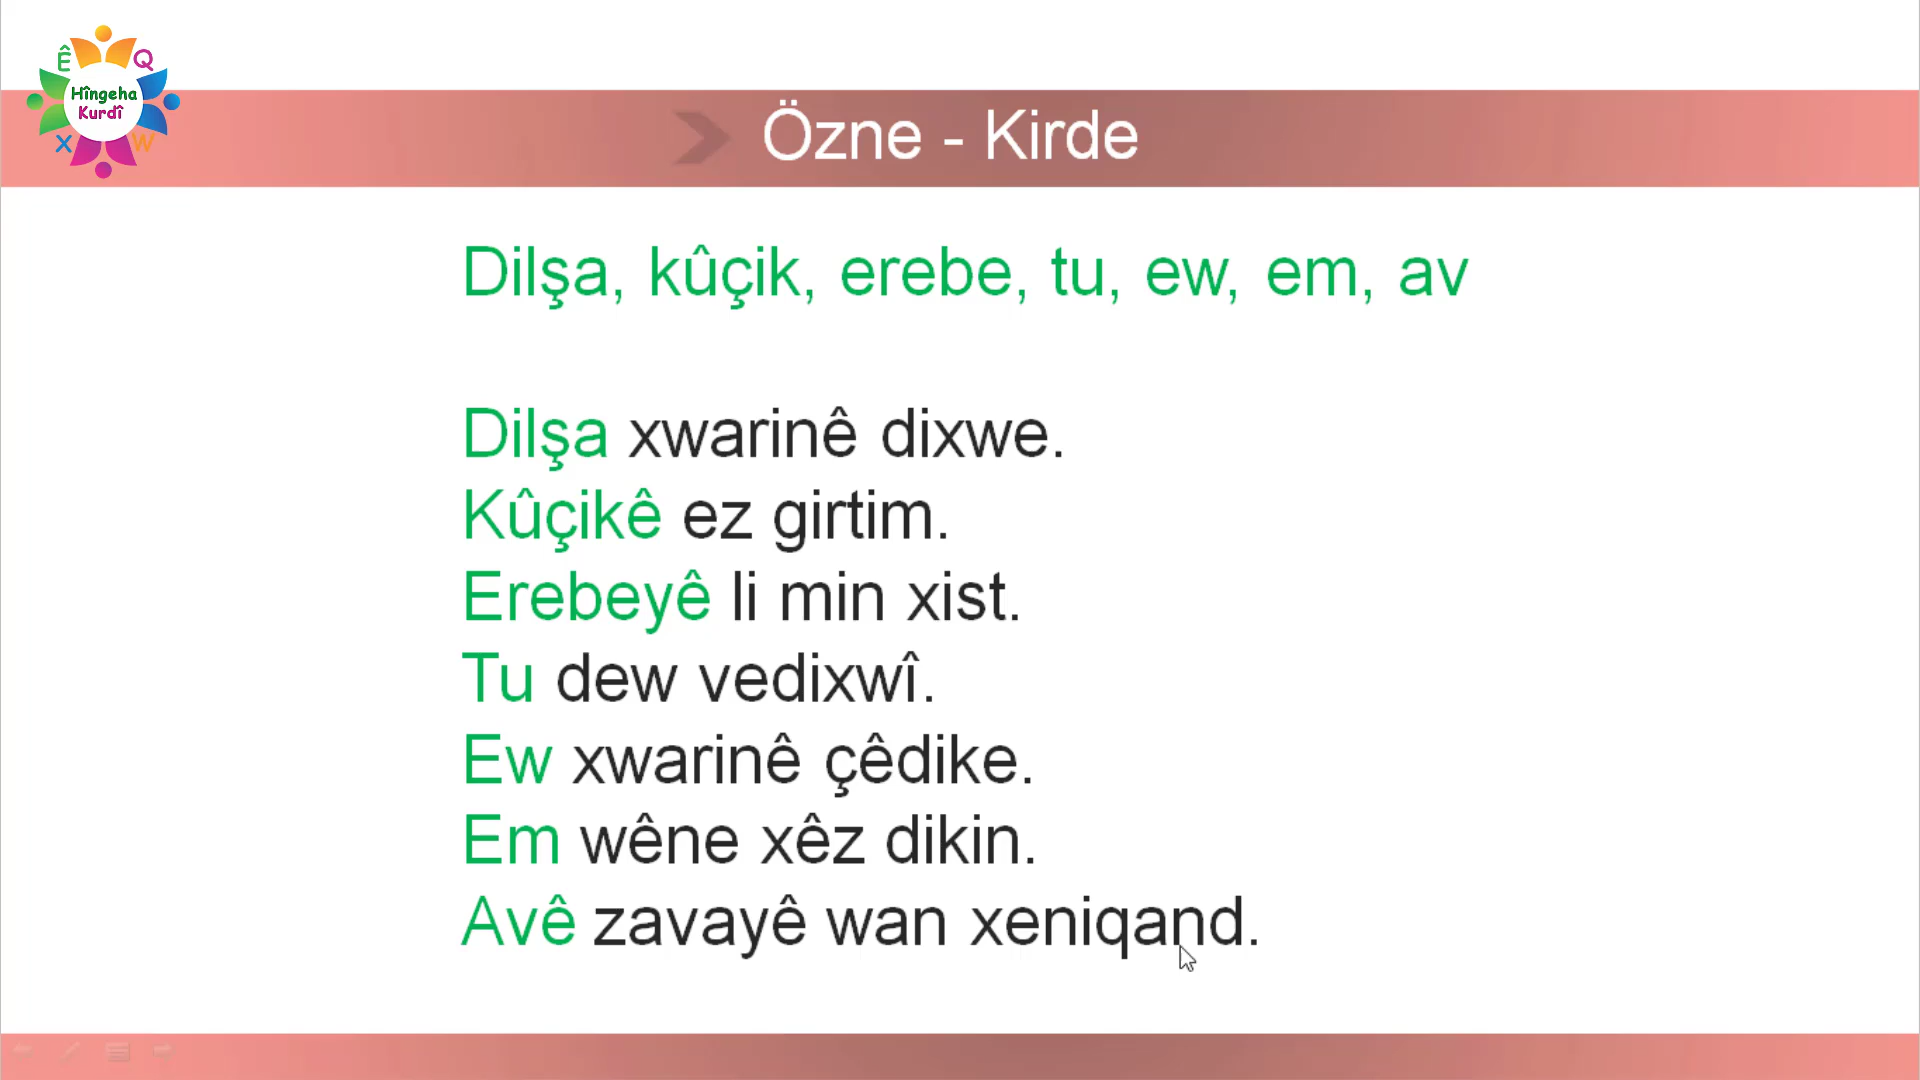 Ê Q
Hîngeha
Kurdî
X W
Özne - Kirde
Dilşa, kûçik, erebe, tu, ew, em, av
Dilşa xwarinê dixwe.
Kûçikê ez girtim.
Erebeyê li min xist.
Tu dew vedixwî.
Ew xwarinê çêdike.
Em wêne xêz dikin.
Avê zavayê wan xeniqand.